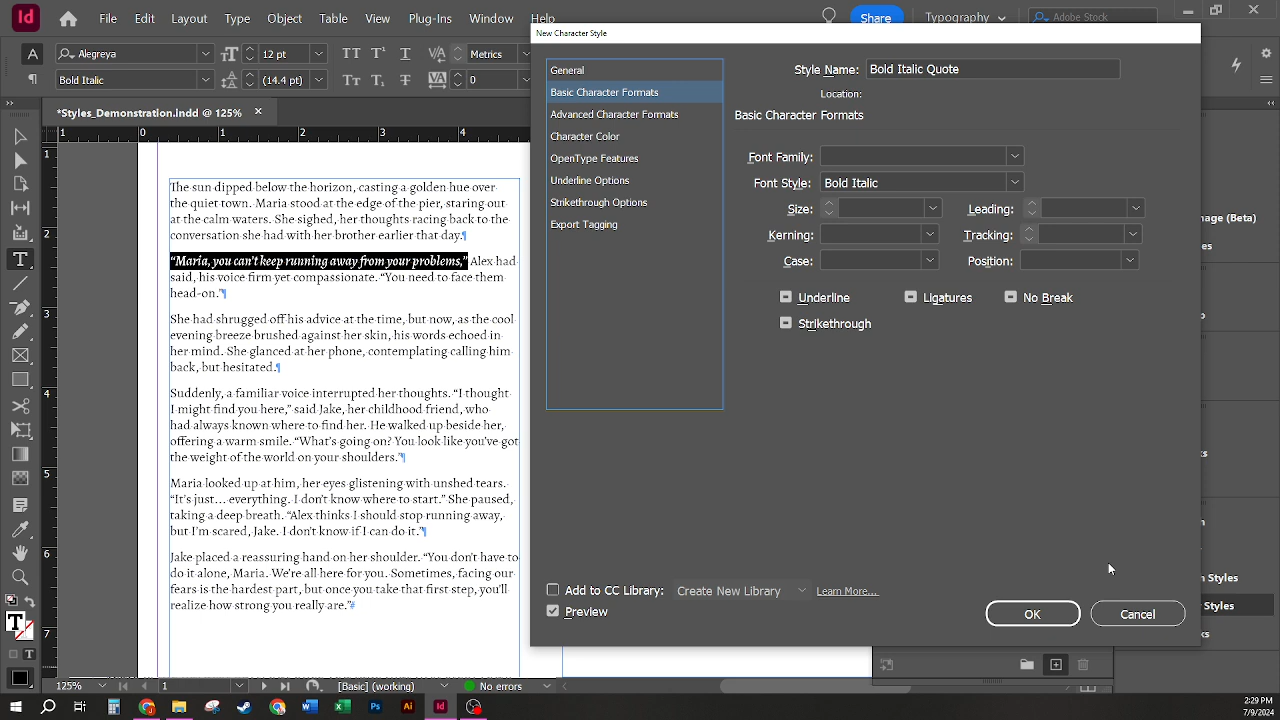 File Edit Layout Type Object Table View Plug-Ins Window Help
Share Typography Adobe Stock
New Character Style
A Alegreya 12 pt Metrics
¶ Bold Italic (14.4 pt) 0
*Styles_Demonstration.indd @ 125%
1 0 1 2 3 4
General
Basic Character Formats
Advanced Character Formats
Character Color
OpenType Features
Underline Options
Strikethrough Options
Export Tagging
Style Name: Bold Italic Quote
Location:
Basic Character Formats
Font Family:
Font Style: Bold Italic
Size: Leading:
Kerning: Tracking:
Case: Position:
Underline Ligatures No Break
Strikethrough
Add to CC Library: Create New Library Learn More...
Preview
OK Cancel
The sun dipped below the horizon, casting a golden hue over
the quiet town. Maria stood at the edge of the pier, staring out
at the calm waters. She sighed, her thoughts racing back to the
conversation she had with her brother earlier that day.¶
“Maria, you can’t keep running away from your problems,” Alex had
said, his voice firm yet compassionate. “You need to face them
head-on.”¶
She had shrugged off his advice at the time, but now, as the cool
evening breeze brushed against her skin, his words echoed in
her mind. She glanced at her phone, contemplating calling him
back, but hesitated.¶
Suddenly, a familiar voice interrupted her thoughts. “I thought
I might find you here,” said Jake, her childhood friend, who
had always known where to find her. He walked up beside her,
offering a warm smile. “What’s going on? You look like you’ve got
the weight of the world on your shoulders.”¶
Maria looked up at him, her eyes glistening with unshed tears.
“It’s just… everything. I don’t know where to start.” She paused,
taking a deep breath. “Alex thinks I should stop running away,
but I’m scared, Jake. I don’t know if I can do it.”¶
Jake placed a reassuring hand on her shoulder. “You don’t have to
do it alone, Maria. We’re all here for you. Sometimes, facing our
fears is the hardest part, but once you take that first step, you’ll
realize how strong you really are.”#
1
2
3
4
5
6
7
nage (Beta)
es
Styles
Styles
125% 1 [Basic] (working) No errors
2:29 PM
7/9/2024